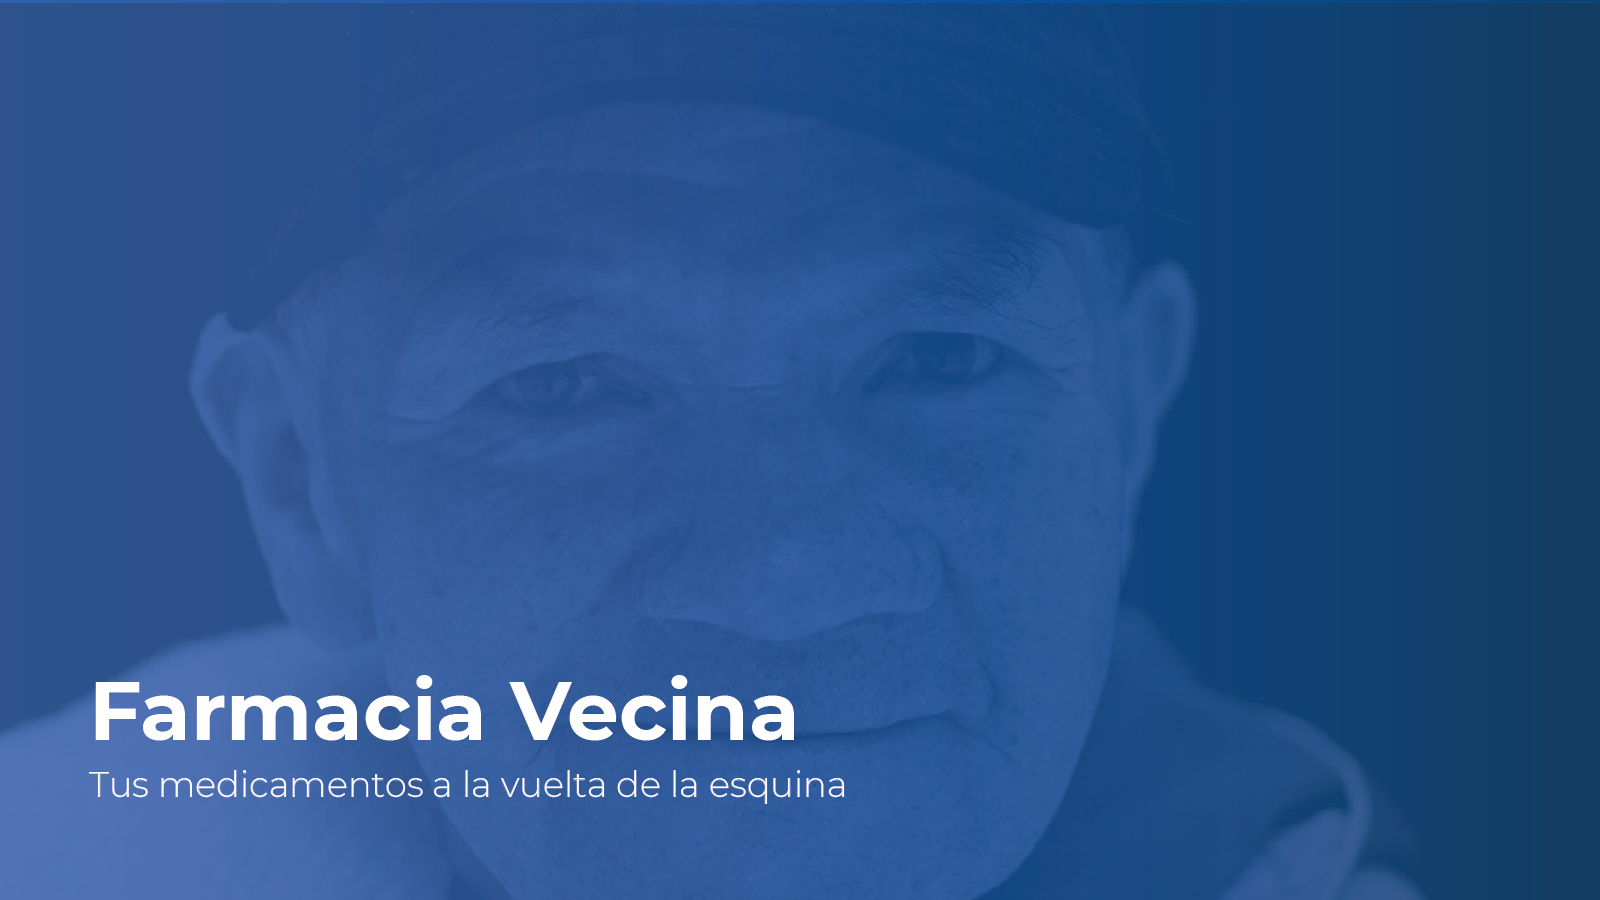 Farmacia Vecina
Tus medicamentos a la vuelta de la esquina